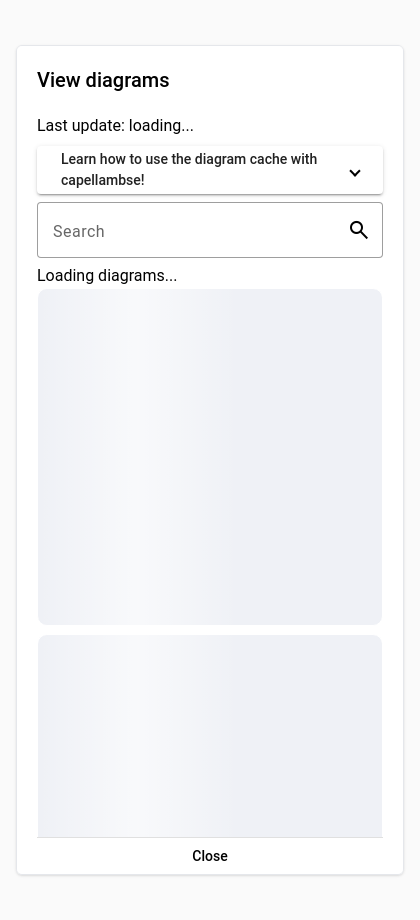 View diagrams
Last update: loading...
Learn how to use the diagram cache with
capellambse!
Search
Loading diagrams...
Close